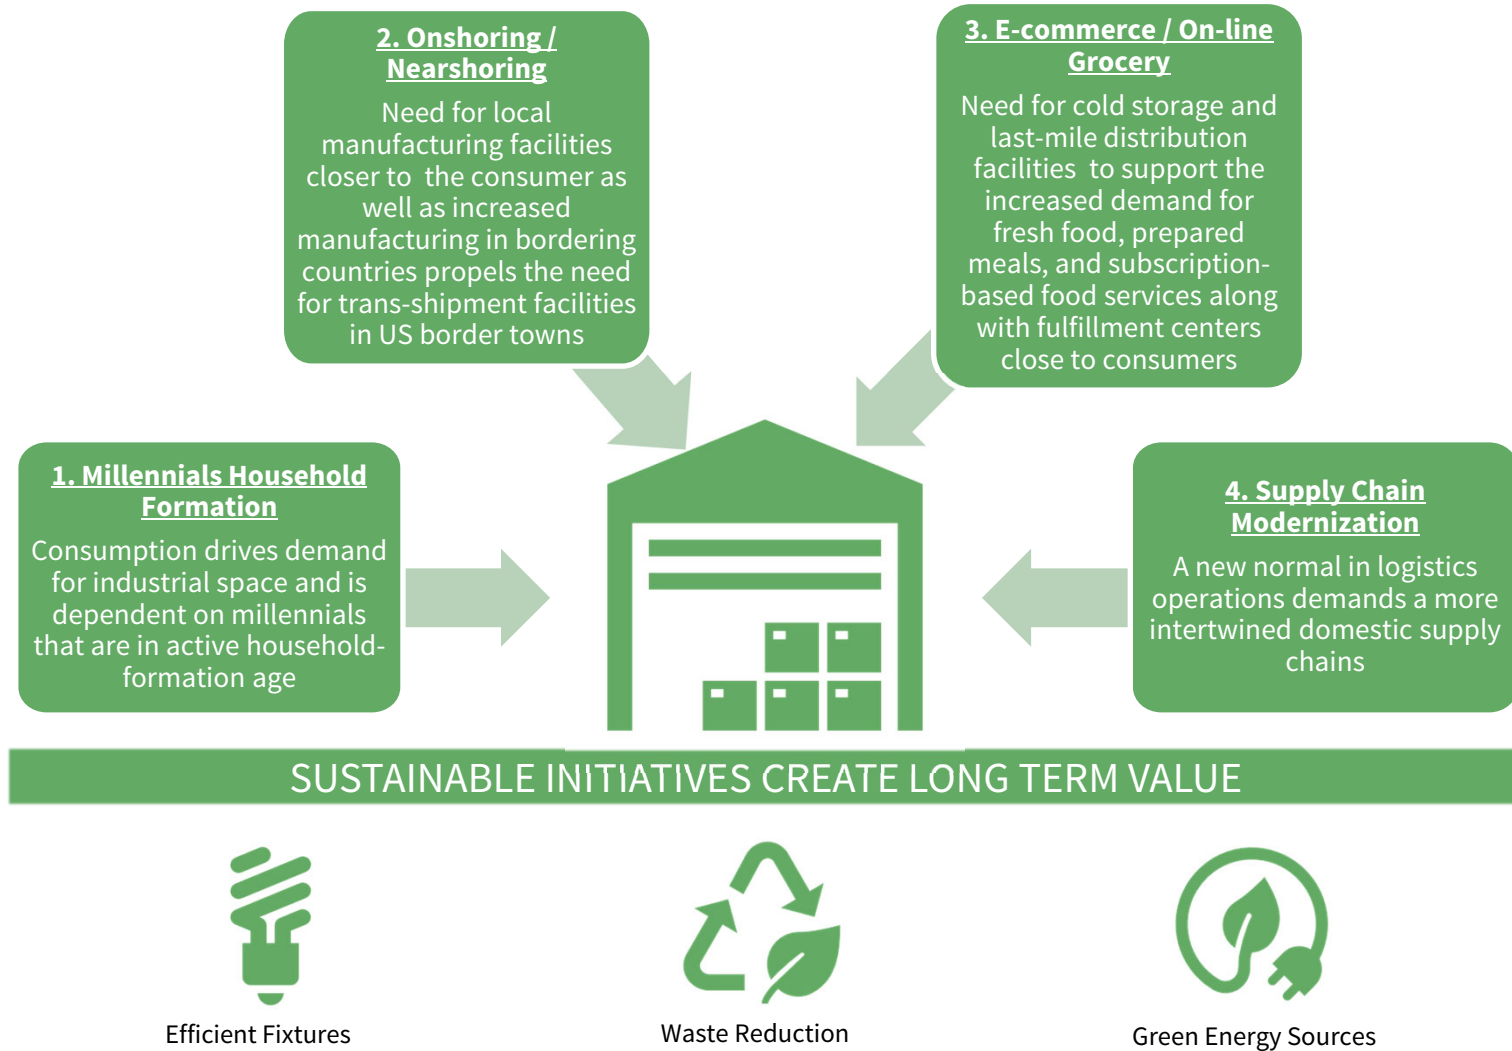 2. Onshoring /
Nearshoring
Need for local
manufacturing facilities
closer to the consumer as
well as increased
manufacturing in bordering
countries propels the need
for trans-shipment facilities
in US border towns
3. E-commerce / On-line
Grocery
Need for cold storage and
last-mile distribution
facilities to support the
increased demand for
fresh food, prepared
meals, and subscription-
based food services along
with fulfillment centers
close to consumers
1. Millennials Household
Formation
Consumption drives demand
for industrial space and is
dependent on millennials
that are in active household-
formation age
4. Supply Chain
Modernization
A new normal in logistics
operations demands a more
intertwined domestic supply
chains
SUSTAINABLE INITIATIVES CREATE LONG TERM VALUE
Efficient Fixtures
Waste Reduction
Green Energy Sources